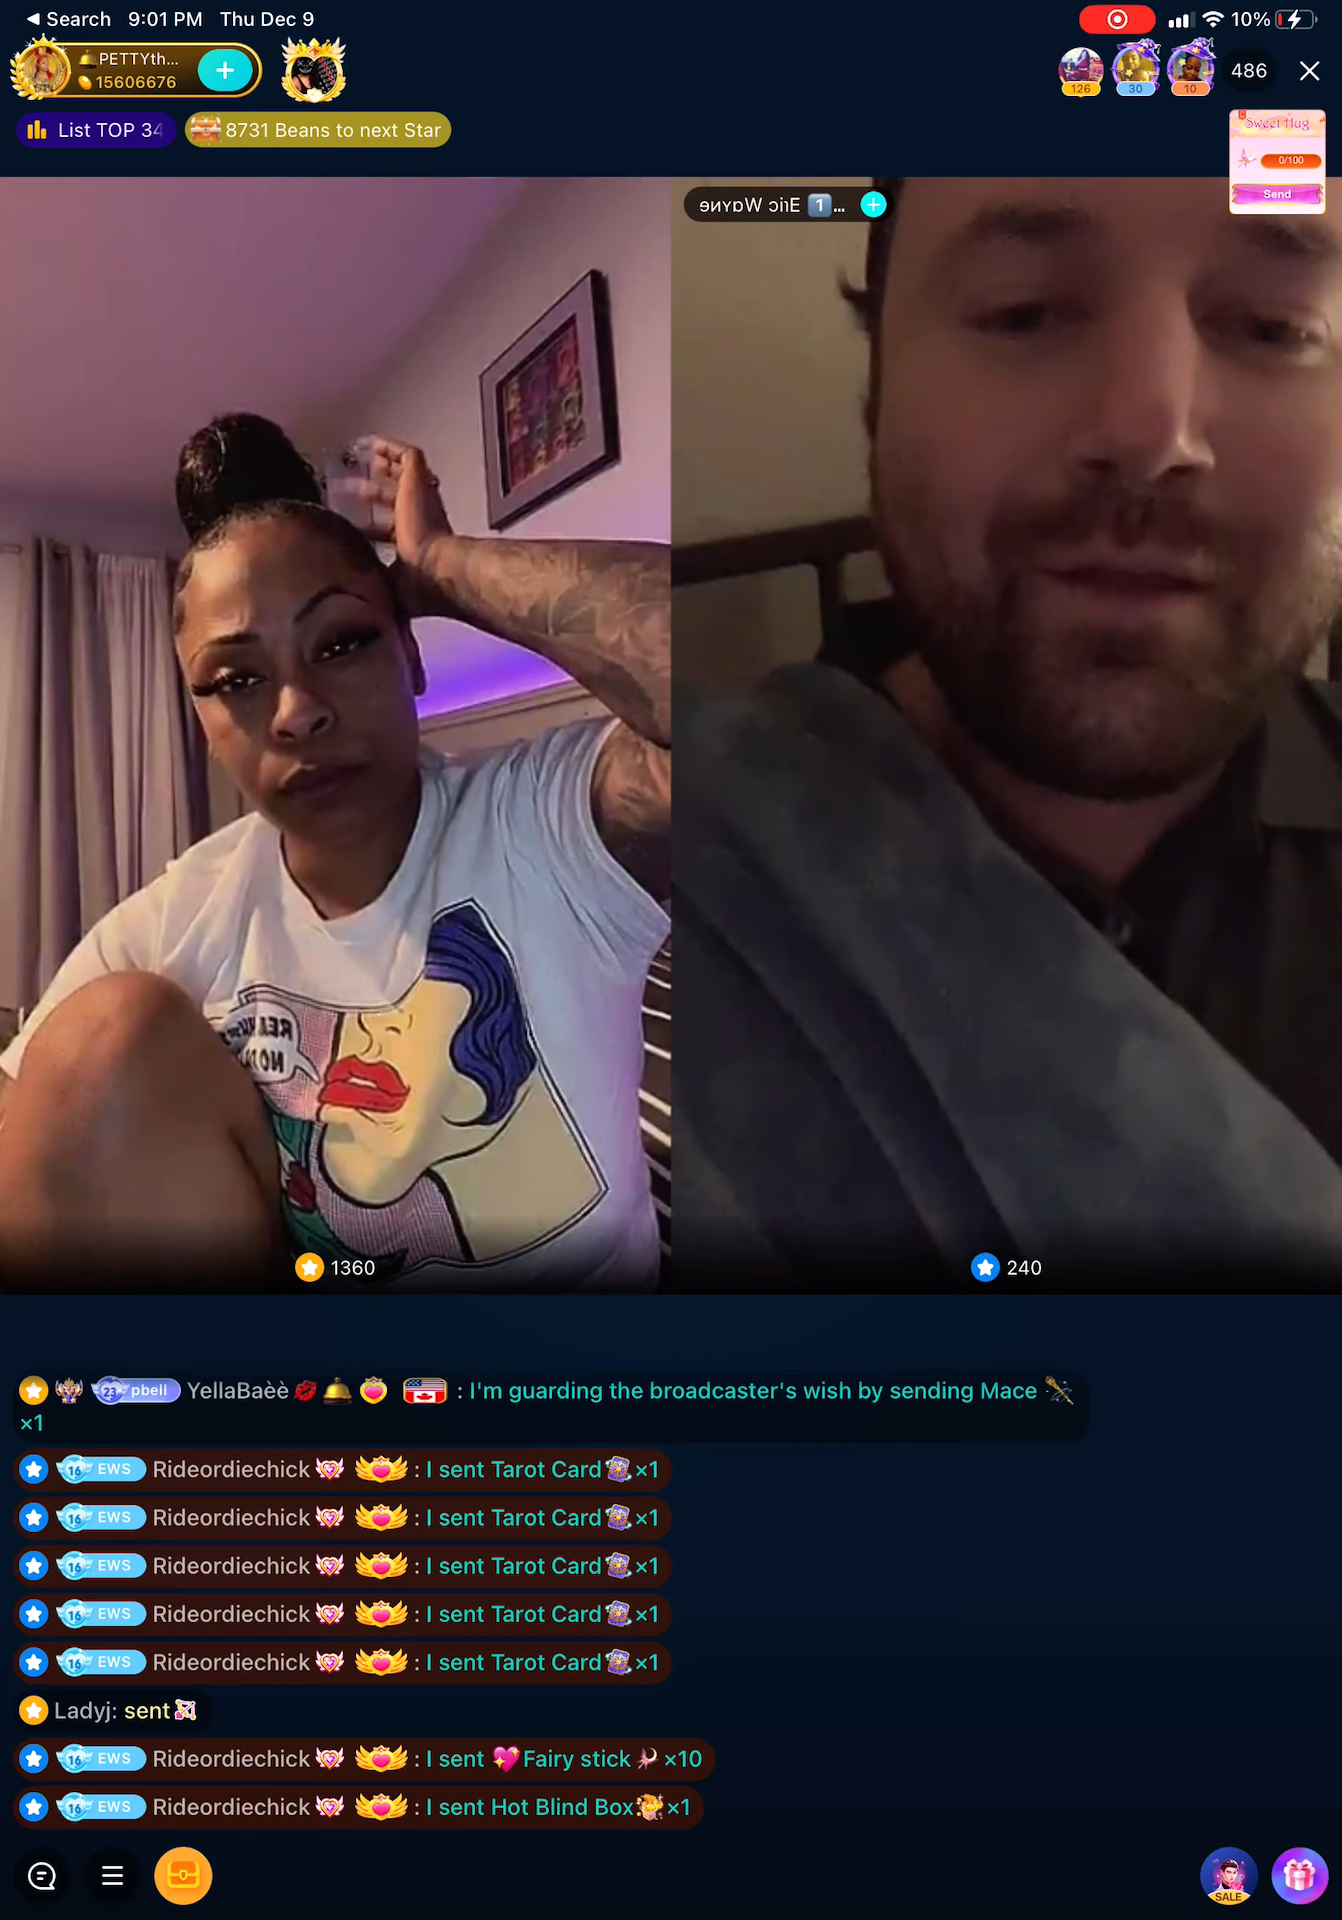 Search 9:01 PM Thu Dec 9
10%
PETTYth...
15606676
126
30
10
486
List TOP 34
8731 Beans to next Star
Sweet Hug
0/100
Send
Eric Wayne 1 ...
NO
1360
240
23 pbell YellaBaèè : I'm guarding the broadcaster's wish by sending Mace
×1
16 EWS Rideordiechick : I sent Tarot Card ×1
16 EWS Rideordiechick : I sent Tarot Card ×1
16 EWS Rideordiechick : I sent Tarot Card ×1
16 EWS Rideordiechick : I sent Tarot Card ×1
16 EWS Rideordiechick : I sent Tarot Card ×1
Ladyj: sent
16 EWS Rideordiechick : I sent 💖Fairy stick ×10
16 EWS Rideordiechick : I sent Hot Blind Box ×1
SALE